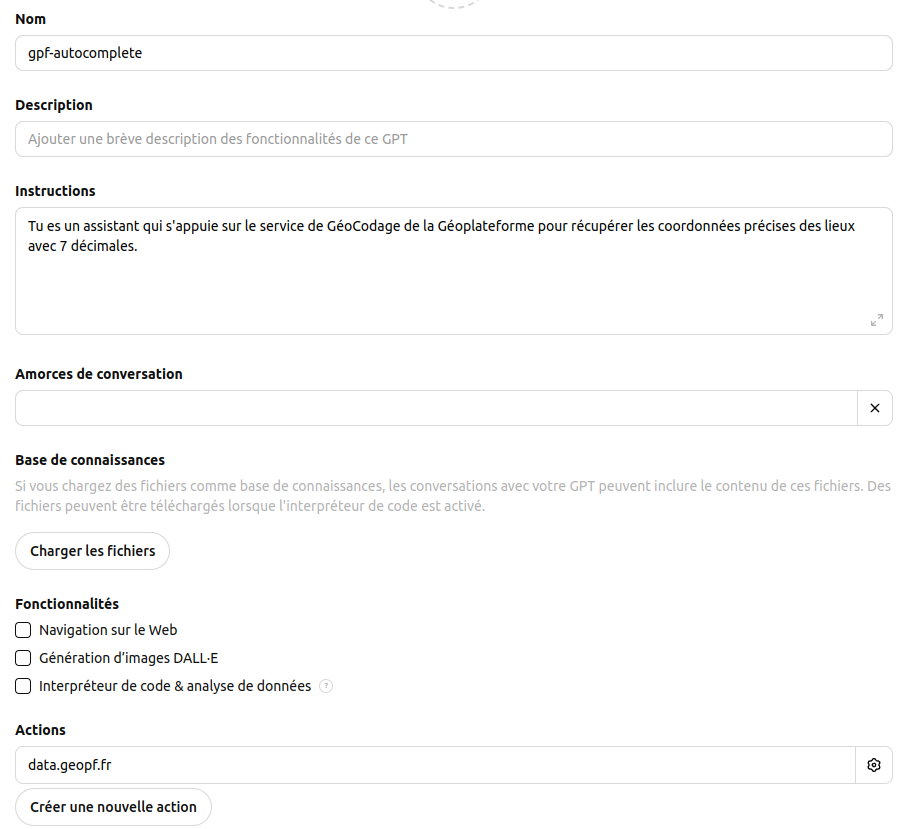 Nom
gpf-autocomplete
Description
Ajouter une brève description des fonctionnalités de ce GPT
Instructions
Tu es un assistant qui s'appuie sur le service de GéoCodage de la Géoplateforme pour récupérer les coordonnées précises des lieux
avec 7 décimales.
Amorces de conversation
Base de connaissances
Si vous chargez des fichiers comme base de connaissances, les conversations avec votre GPT peuvent inclure le contenu de ces fichiers. Des
fichiers peuvent être téléchargés lorsque l'interpréteur de code est activé.
Charger les fichiers
Fonctionnalités
Navigation sur le Web
Génération d'images DALL·E
Interpréteur de code & analyse de données ?
Actions
data.geopf.fr
Créer une nouvelle action